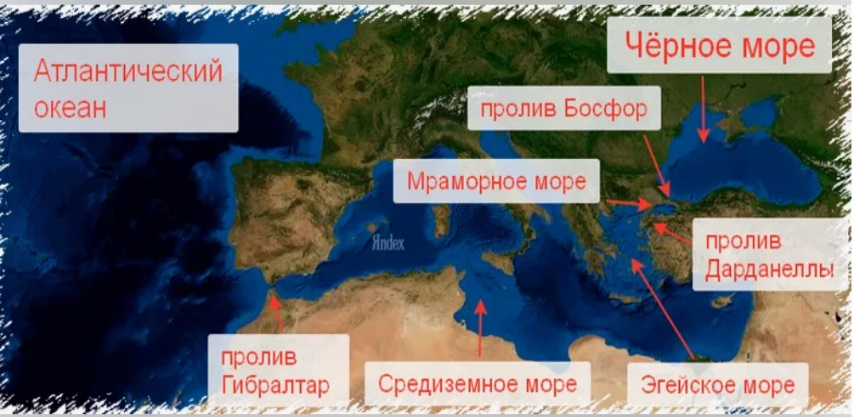 Атлантический
океан
Чёрное море
пролив Босфор
Мраморное море
Яndex
пролив
Дарданеллы
пролив
Гибралтар
Средиземное море
Эгейское море